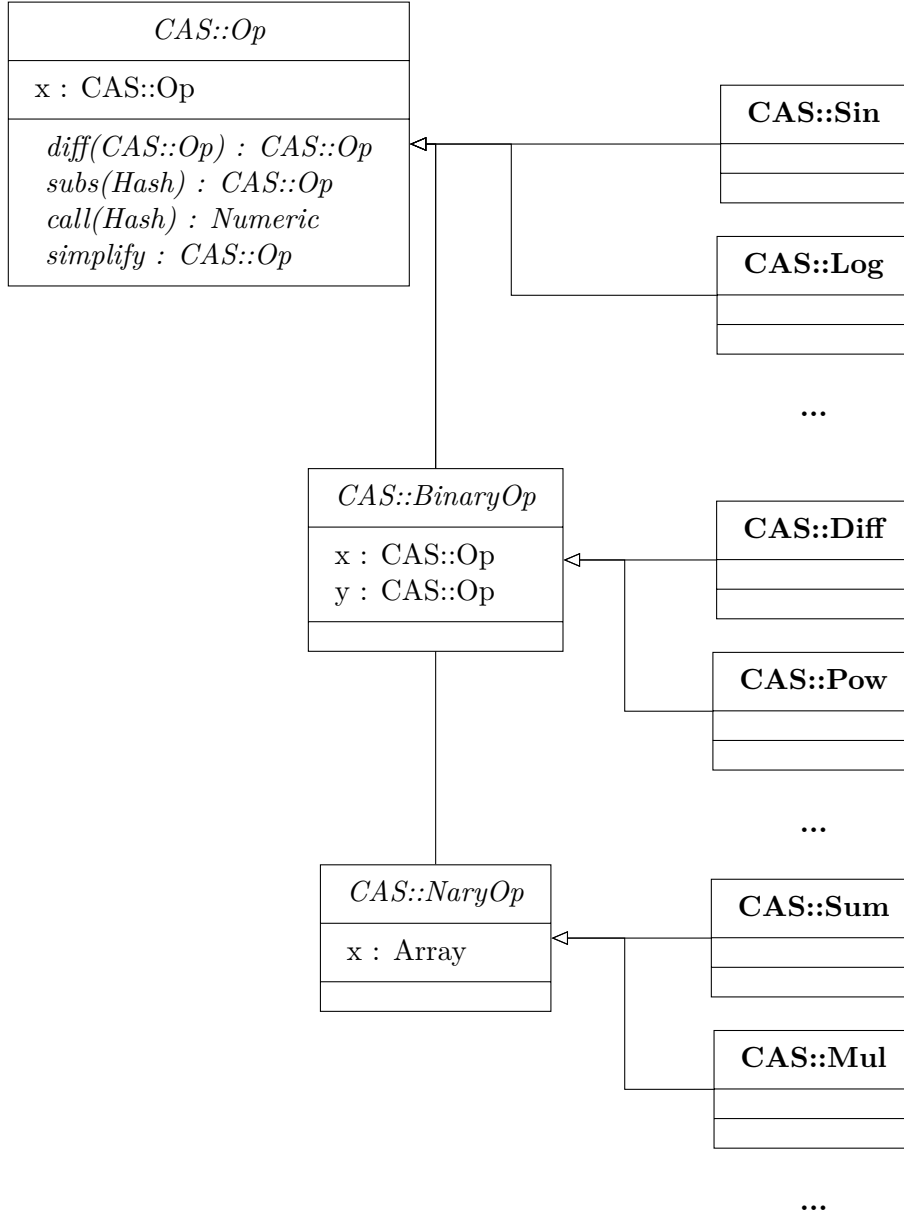 CAS::Op
x : CAS::Op
diff(CAS::Op) : CAS::Op
subs(Hash) : CAS::Op
call(Hash) : Numeric
simplify : CAS::Op
CAS::Sin
CAS::Log
...
CAS::BinaryOp
x : CAS::Op
y : CAS::Op
CAS::Diff
CAS::Pow
...
CAS::NaryOp
x : Array
CAS::Sum
CAS::Mul
...